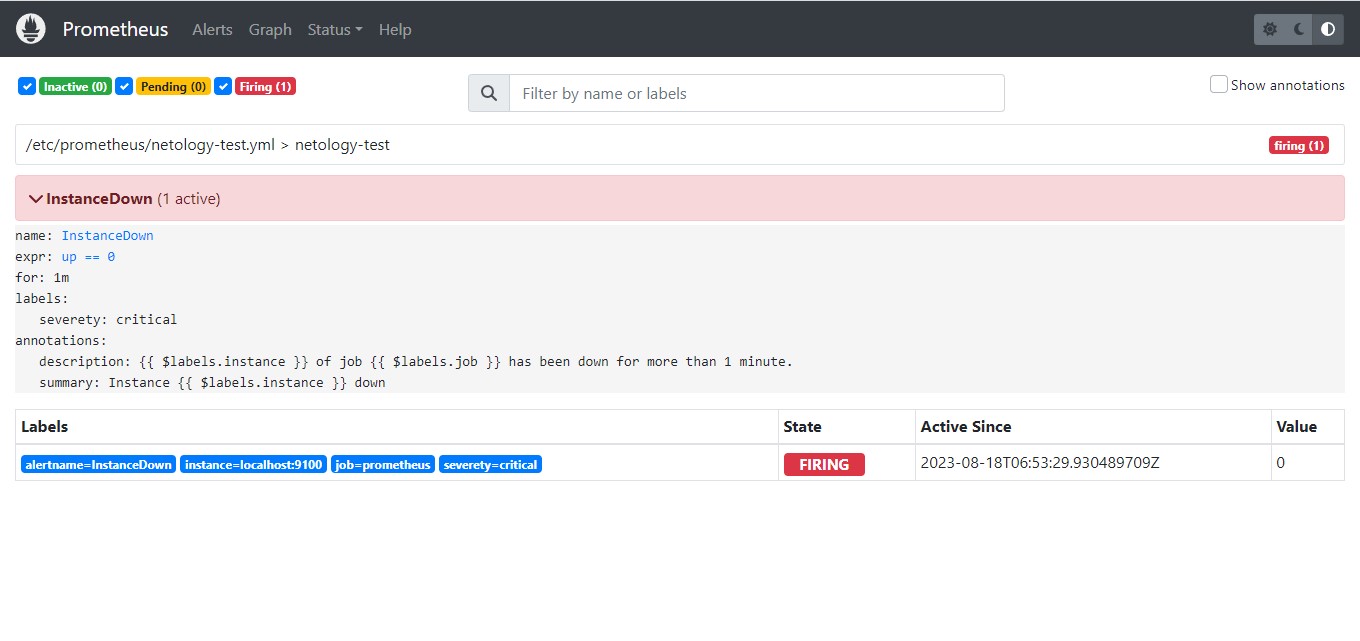 Prometheus Alerts Graph Status Help
Inactive (0) Pending (0) Firing (1) Filter by name or labels Show annotations
/etc/prometheus/netology-test.yml > netology-test firing (1)
InstanceDown (1 active)
name: InstanceDown
expr: up == 0
for: 1m
labels:
severety: critical
annotations:
description: {{ $labels.instance }} of job {{ $labels.job }} has been down for more than 1 minute.
summary: Instance {{ $labels.instance }} down
Labels State Active Since Value
alertname=InstanceDown instance=localhost:9100 job=prometheus severety=critical FIRING 2023-08-18T06:53:29.930489709Z 0